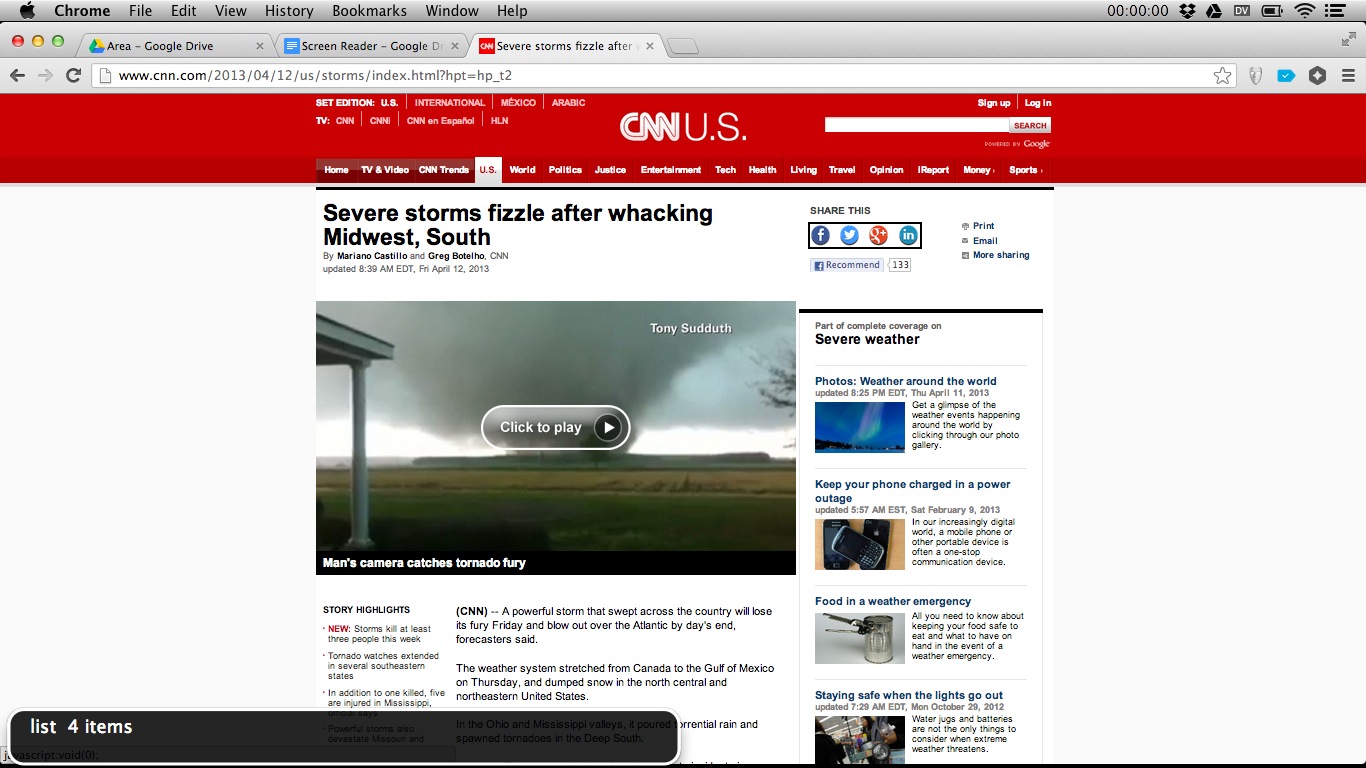 Chrome File Edit View History Bookmarks Window Help 00:00:00 DV
Area – Google Drive
Screen Reader – Google Dr
CNN Severe storms fizzle after w
www.cnn.com/2013/04/12/us/storms/index.html?hpt=hp_t2
SET EDITION: U.S. INTERNATIONAL MÉXICO ARABIC
TV: CNN CNNi CNN en Español HLN
CNN U.S.
Sign up Log in
SEARCH
POWERED BY Google
Home TV & Video CNN Trends U.S. World Politics Justice Entertainment Tech Health Living Travel Opinion iReport Money › Sports ›
Severe storms fizzle after whacking
Midwest, South
By Mariano Castillo and Greg Botelho, CNN
updated 8:39 AM EDT, Fri April 12, 2013
SHARE THIS
Recommend 133
Print
Email
More sharing
Tony Sudduth
Click to play
Man's camera catches tornado fury
STORY HIGHLIGHTS
NEW: Storms kill at least
three people this week
Tornado watches extended
in several southeastern
states
In addition to one killed, five
are injured in Mississippi,
official says
Powerful storms also
devastate Missouri and
(CNN) -- A powerful storm that swept across the country will lose
its fury Friday and blow out over the Atlantic by day's end,
forecasters said.
The weather system stretched from Canada to the Gulf of Mexico
on Thursday, and dumped snow in the north central and
northeastern United States.
In the Ohio and Mississippi valleys, it poured torrential rain and
spawned tornadoes in the Deep South.
Part of complete coverage on
Severe weather
Photos: Weather around the world
updated 8:25 PM EDT, Thu April 11, 2013
Get a glimpse of the
weather events happening
around the world by
clicking through our photo
gallery.
Keep your phone charged in a power
outage
updated 5:57 AM EST, Sat February 9, 2013
In our increasingly digital
world, a mobile phone or
other portable device is
often a one-stop
communication device.
Food in a weather emergency
All you need to know about
keeping your food safe to
eat and what to have on
hand in the event of a
weather emergency.
Staying safe when the lights go out
updated 7:29 AM EDT, Mon October 29, 2012
Water jugs and batteries
are not the only things to
consider when extreme
weather threatens.
list 4 items
javascript:void(0);